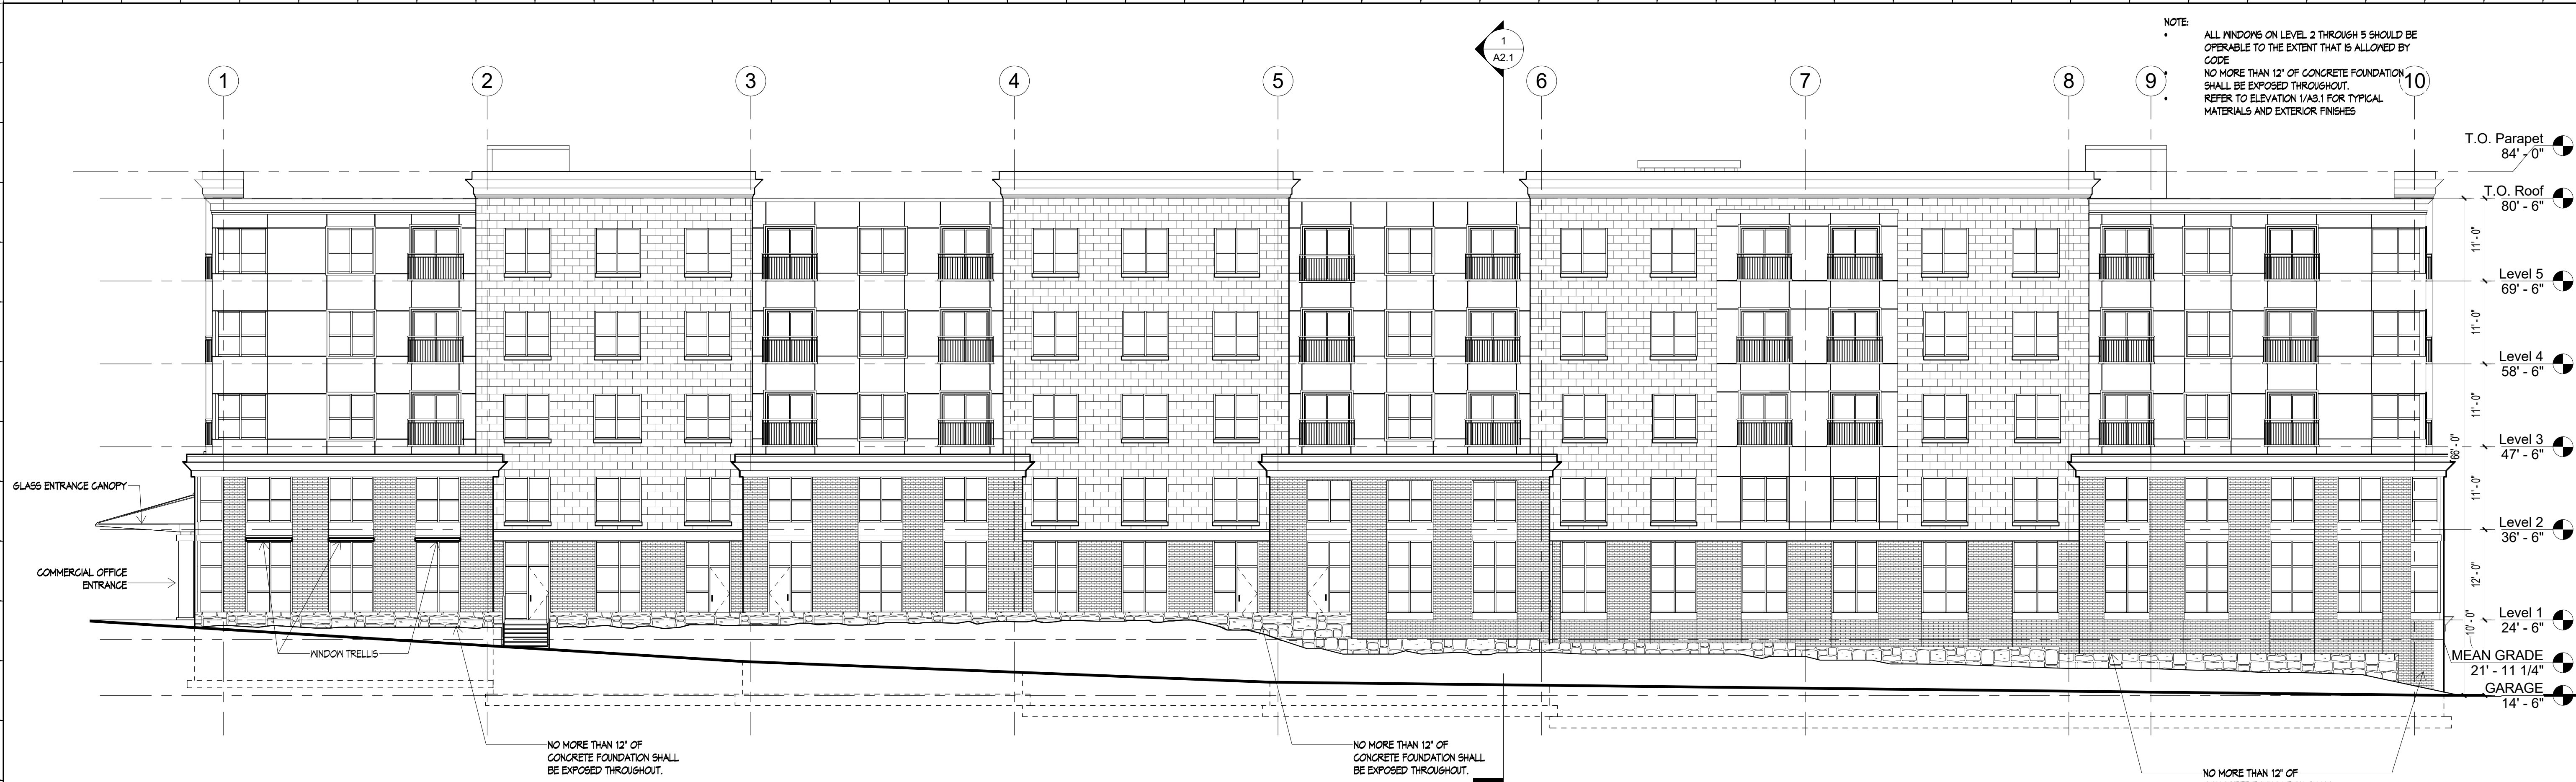 NOTE:
• ALL WINDOWS ON LEVEL 2 THROUGH 5 SHOULD BE
OPERABLE TO THE EXTENT THAT IS ALLOWED BY
CODE
• NO MORE THAN 12" OF CONCRETE FOUNDATION
SHALL BE EXPOSED THROUGHOUT.
• REFER TO ELEVATION 1/A3.1 FOR TYPICAL
MATERIALS AND EXTERIOR FINISHES
1
A2.1
1
2
3
4
5
6
7
8
9
10
T.O. Parapet
84' - 0"
T.O. Roof
80' - 6"
11' - 0"
Level 5
69' - 6"
11' - 0"
Level 4
58' - 6"
11' - 0"
Level 3
47' - 6"
66' - 0"
11' - 0"
Level 2
36' - 6"
12' - 0"
Level 1
24' - 6"
10' - 0"
MEAN GRADE
21' - 11 1/4"
GARAGE
14' - 6"
GLASS ENTRANCE CANOPY
COMMERCIAL OFFICE
ENTRANCE
WINDOW TRELLIS
NO MORE THAN 12" OF
CONCRETE FOUNDATION SHALL
BE EXPOSED THROUGHOUT.
NO MORE THAN 12" OF
CONCRETE FOUNDATION SHALL
BE EXPOSED THROUGHOUT.
NO MORE THAN 12" OF